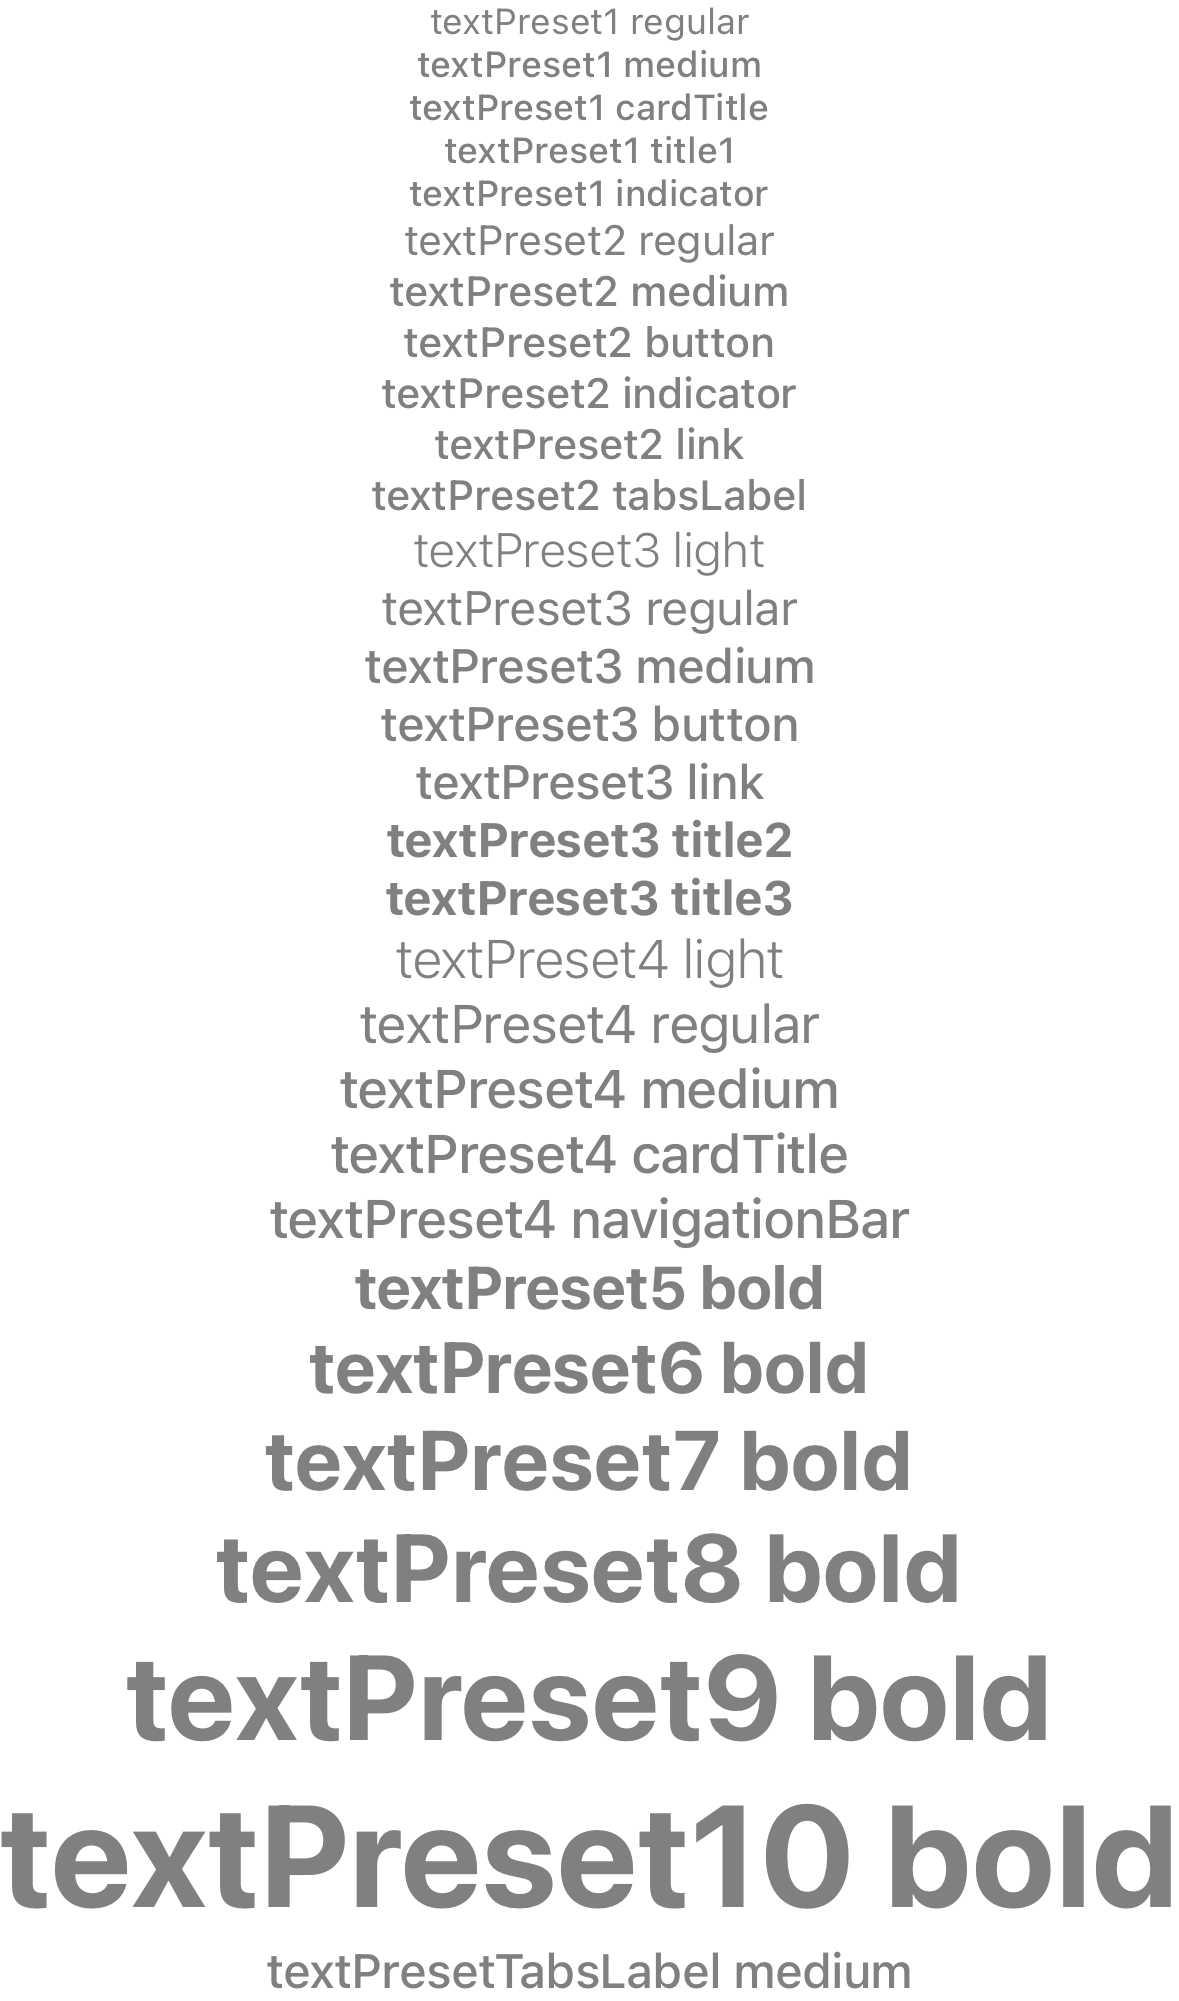 textPreset1 regular
textPreset1 medium
textPreset1 cardTitle
textPreset1 title1
textPreset1 indicator
textPreset2 regular
textPreset2 medium
textPreset2 button
textPreset2 indicator
textPreset2 link
textPreset2 tabsLabel
textPreset3 light
textPreset3 regular
textPreset3 medium
textPreset3 button
textPreset3 link
textPreset3 title2
textPreset3 title3
textPreset4 light
textPreset4 regular
textPreset4 medium
textPreset4 cardTitle
textPreset4 navigationBar
textPreset5 bold
textPreset6 bold
textPreset7 bold
textPreset8 bold
textPreset9 bold
textPreset10 bold
textPresetTabsLabel medium